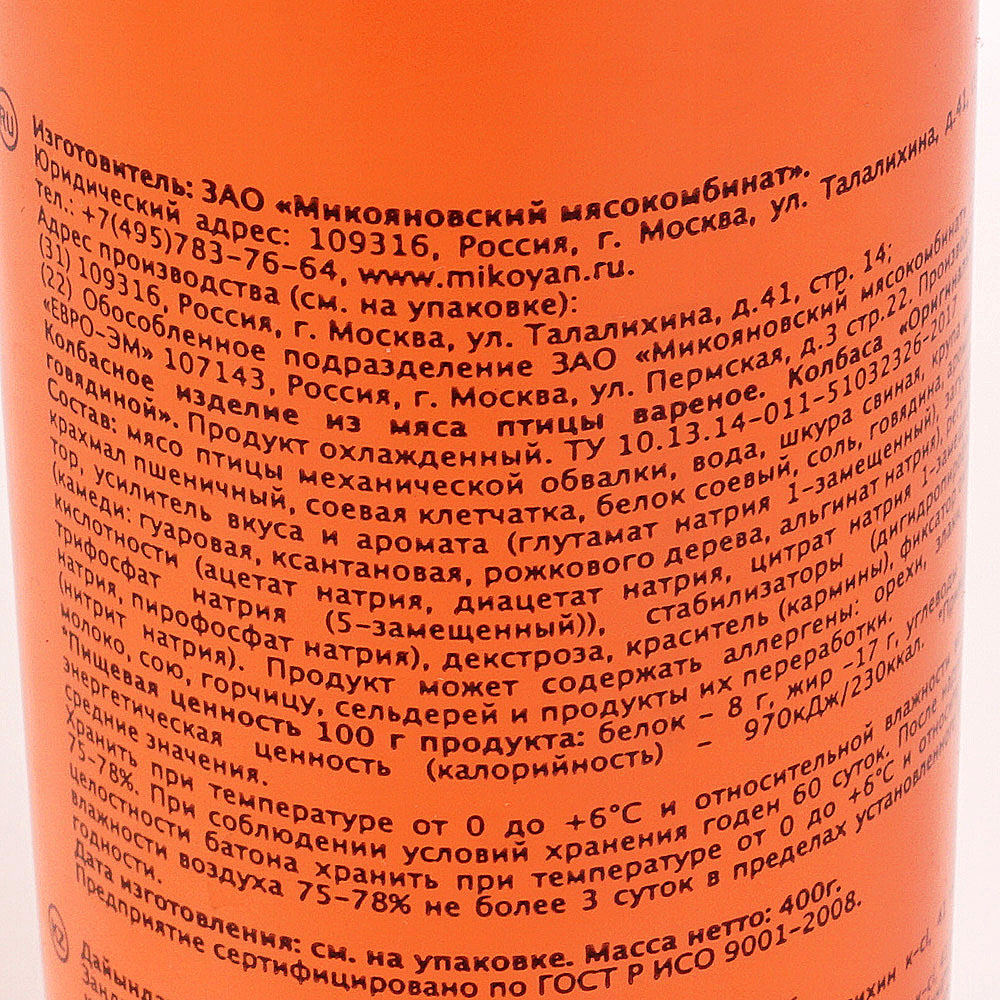 RU
Изготовитель: ЗАО «Микояновский мясокомбинат».
Юридический адрес: 109316, Россия, г. Москва, ул. Талалихина, д.41,
тел.: +7(495)783-76-64, www.mikoyan.ru.
Адрес производства (см. на упаковке):
(31) 109316, Россия, г. Москва, ул. Талалихина, д.41, стр. 14;
(22) Обособленное подразделение ЗАО «Микояновский мясокомбинат»
«ЕВРО-ЭМ» 107143, Россия, г. Москва, ул. Пермская, д.3 стр.22.
Колбасное изделие из мяса птицы вареное. Колбаса
говядиной». Продукт охлажденный. ТУ 10.13.14-011-51032326-2017
Состав: мясо птицы механической обвалки, вода, шкура свиная,
крахмал пшеничный, соевая клетчатка, белок соевый, соль, говядина,
тор, усилитель вкуса и аромата (глутамат натрия 1-замещенный),
(камеди: гуаровая, ксантановая, рожкового дерева, альгинат натрия),
кислотности (ацетат натрия, диацетат натрия, цитрат натрия
трифосфат натрия (5-замещенный)), стабилизаторы
натрия, пирофосфат натрия), декстроза, краситель (кармины), фиксатор
(нитрит натрия). Продукт может содержать аллергены: орехи,
молоко, сою, горчицу, сельдерей и продукты их переработки.
*Пищевая ценность 100 г продукта: белок – 8 г, жир –17 г, углеводы
энергетическая ценность (калорийность) – 970кДж/230ккал.
средние значения.
Хранить при температуре от 0 до +6°С и относительной влажности
75-78%. При соблюдении условий хранения годен 60 суток. После
целостности батона хранить при температуре от 0 до +6°С и
влажности воздуха 75-78% не более 3 суток в пределах установленного
годности.
Дата изготовления: см. на упаковке. Масса нетто: 400г.
Предприятие сертифицировано по ГОСТ Р ИСО 9001-2008.
KZ